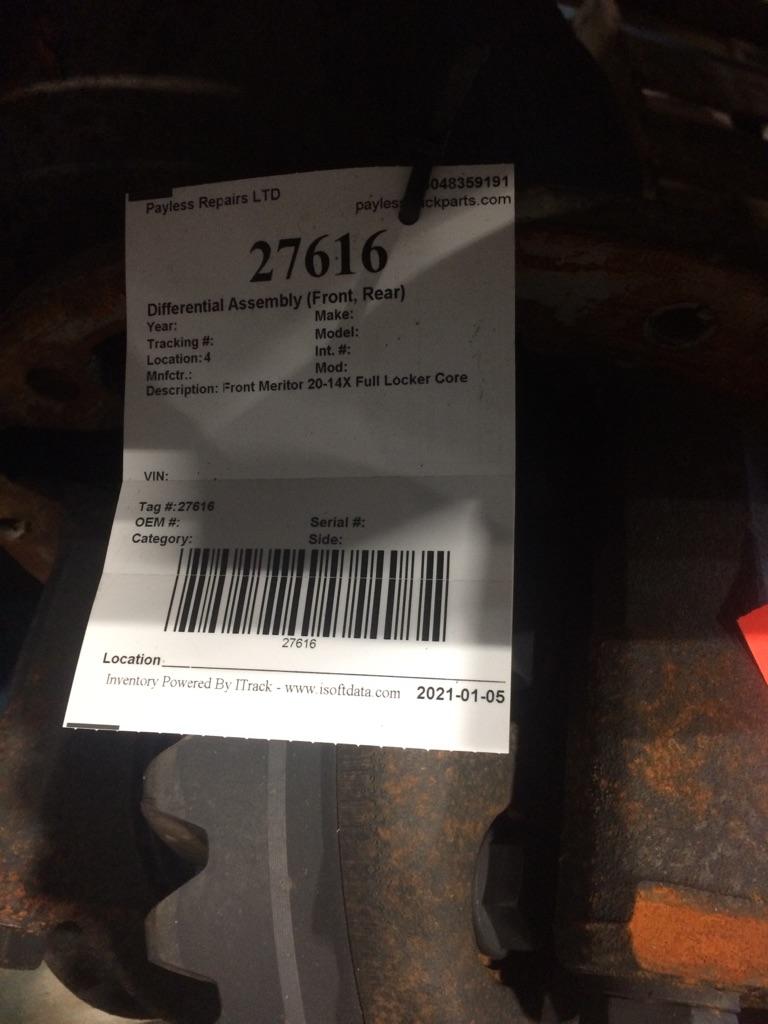 Payless Repairs LTD 048359191
payles ckparts.com
27616
Differential Assembly (Front, Rear)
Year: Make:
Tracking #: Model:
Location: 4 Int. #:
Mnfctr.: Mod:
Description: Front Meritor 20-14X Full Locker Core
VIN:
Tag #: 27616
OEM #: Serial #:
Category: Side:
27616
Location
Inventory Powered By ITrack - www.isoftdata.com 2021-01-05